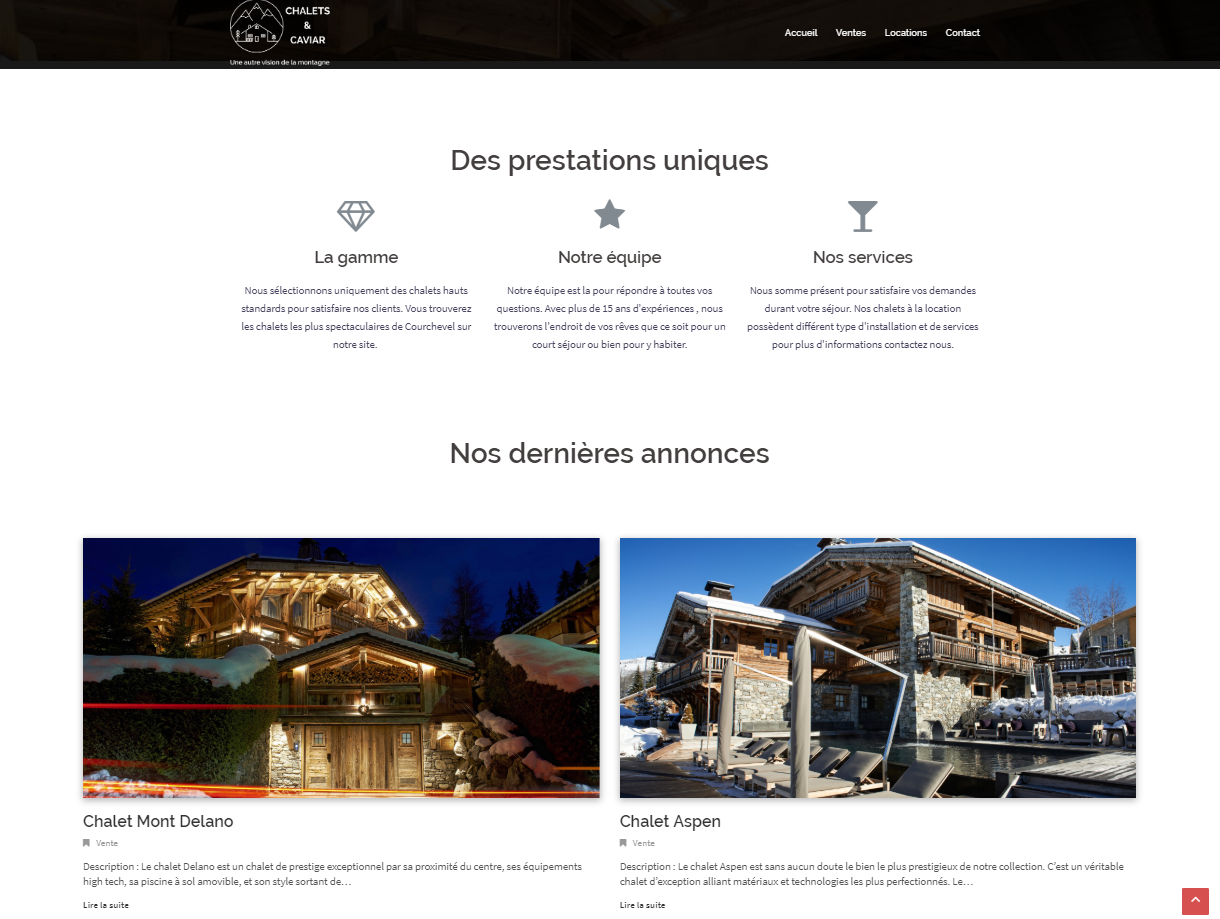 CHALETS
&
CAVIAR
Une autre vision de la montagne
Accueil Ventes Locations Contact
Des prestations uniques
La gamme
Nous sélectionnons uniquement des chalets hauts
standards pour satisfaire nos clients. Vous trouverez
les chalets les plus spectaculaires de Courchevel sur
notre site.
Notre équipe
Notre équipe est la pour répondre à toutes vos
questions. Avec plus de 15 ans d'expériences , nous
trouverons l'endroit de vos rêves que ce soit pour un
court séjour ou bien pour y habiter.
Nos services
Nous somme présent pour satisfaire vos demandes
durant votre séjour. Nos chalets à la location
possèdent différent type d'installation et de services
pour plus d'informations contactez nous.
Nos dernières annonces
Chalet Mont Delano
Vente
Description : Le chalet Delano est un chalet de prestige exceptionnel par sa proximité du centre, ses équipements
high tech, sa piscine à sol amovible, et son style sortant de…
Lire la suite
Chalet Aspen
Vente
Description : Le chalet Aspen est sans aucun doute le bien le plus prestigieux de notre collection. C'est un véritable
chalet d'exception alliant matériaux et technologies les plus perfectionnés. Le…
Lire la suite